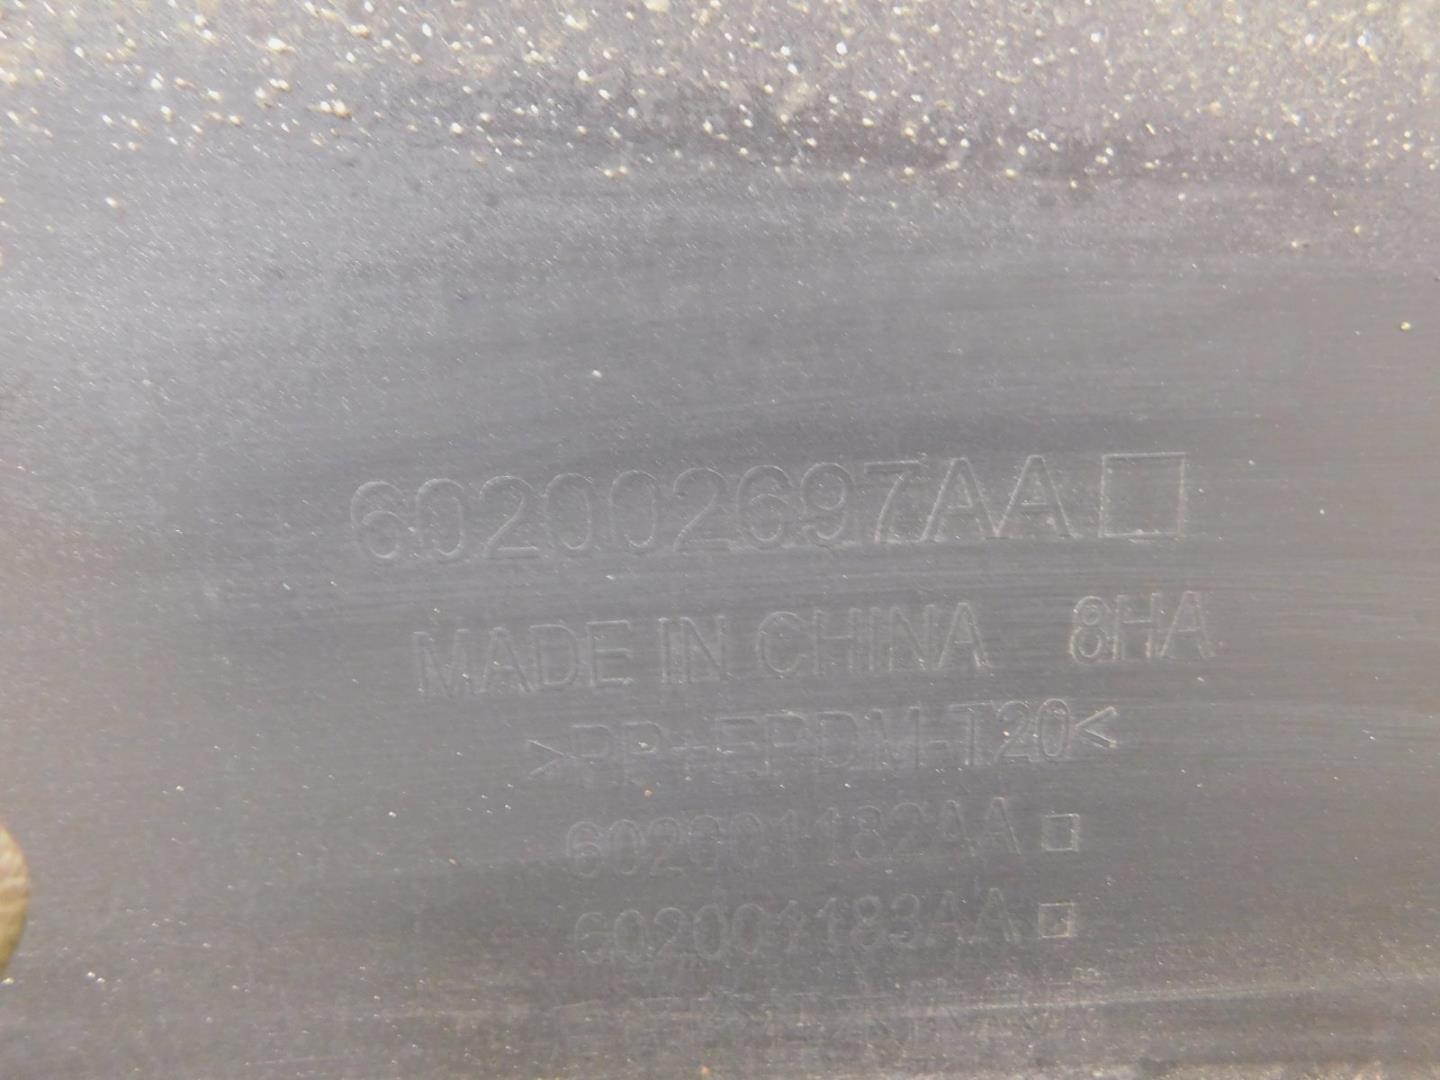 602002697AA
MADE IN CHINA 8HA
>PP+EPDM-T20<
602001182AA
602001183AA